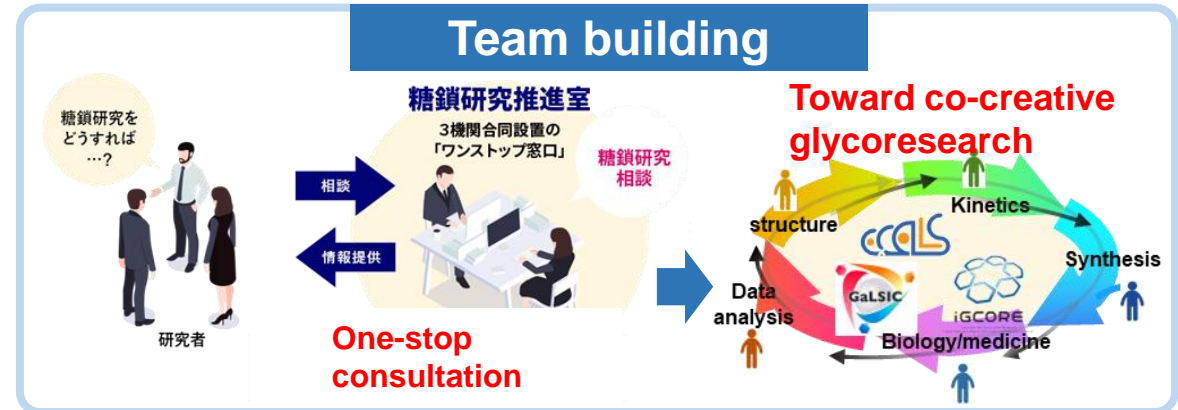 Team building
糖鎖研究を
どうすれば
…?
研究者
相談
情報提供
糖鎖研究推進室
3機関合同設置の
「ワンストップ窓口」
糖鎖研究
相談
One-stop
consultation
Toward co-creative
glycoresearch
structure
Kinetics
Synthesis
Biology/medicine
Data
analysis
GaLSIC
iGCORE